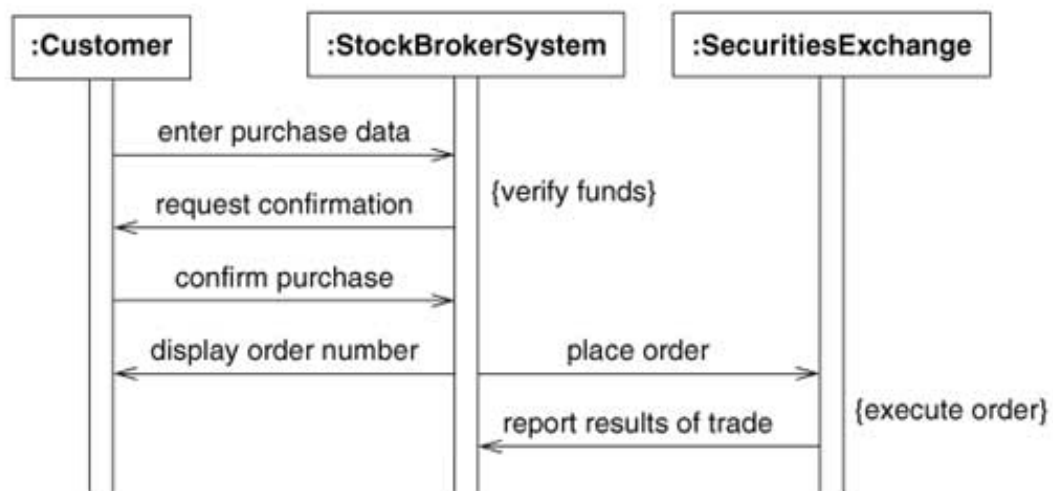 :Customer
:StockBrokerSystem
:SecuritiesExchange
enter purchase data
{verify funds}
request confirmation
confirm purchase
display order number
place order
{execute order}
report results of trade